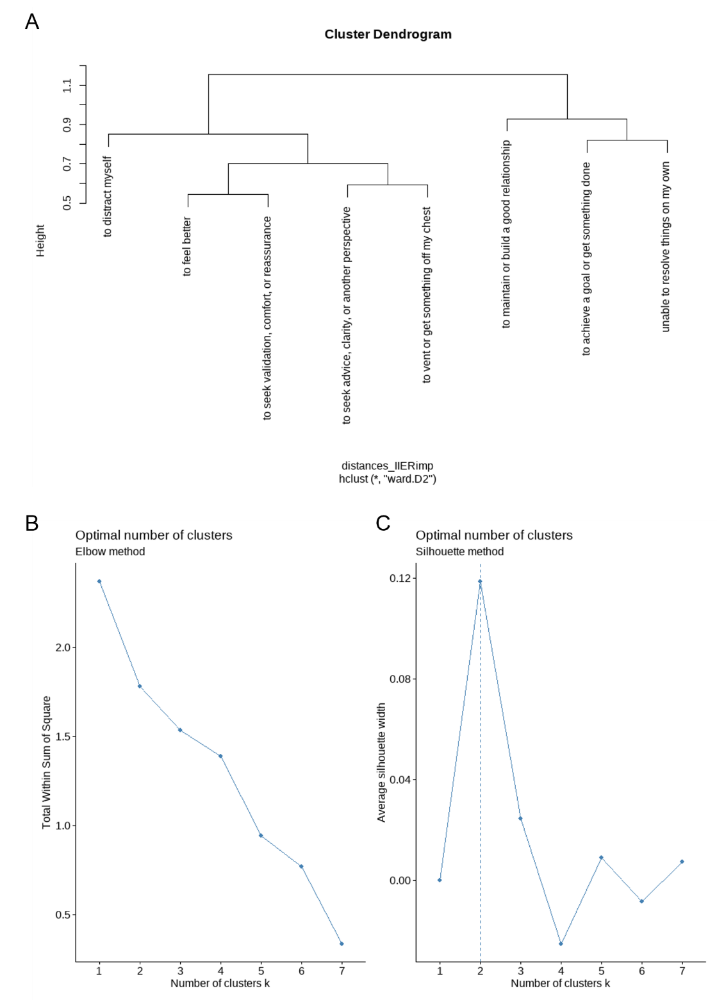 A
Cluster Dendrogram
Height
1.1
0.9
0.7
0.5
to distract myself
to feel better
to seek validation, comfort, or reassurance
to seek advice, clarity, or another perspective
to vent or get something off my chest
to maintain or build a good relationship
to achieve a goal or get something done
unable to resolve things on my own
distances_IIERimp
hclust (*, "ward.D2")
B
Optimal number of clusters
Elbow method
Total Within Sum of Square
2.0
1.5
1.0
0.5
1 2 3 4 5 6 7
Number of clusters k
C
Optimal number of clusters
Silhouette method
Average silhouette width
0.12
0.08
0.04
0.00
1 2 3 4 5 6 7
Number of clusters k